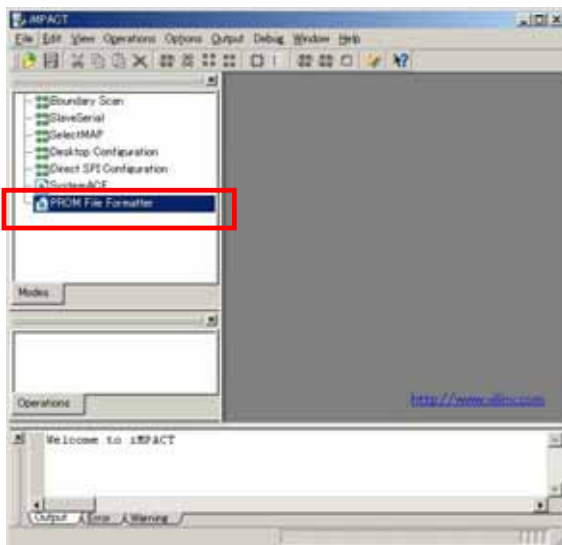 iMPACT
File Edit View Operations Options Output Debug Window Help
Boundary Scan
SlaveSerial
SelectMAP
Desktop Configuration
Direct SPI Configuration
SystemACE
PROM File Formatter
Modes
Operations
http://www.xilinx.com
Welcome to iMPACT
Output Error Warning